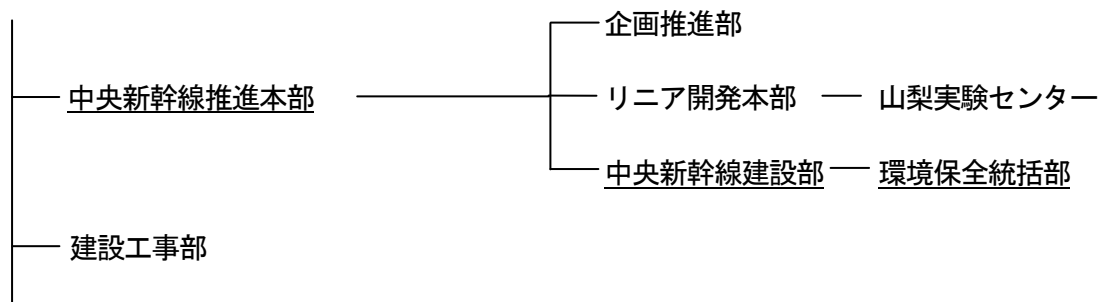 企画推進部
中央新幹線推進本部
リニア開発本部
山梨実験センター
中央新幹線建設部
環境保全統括部
建設工事部